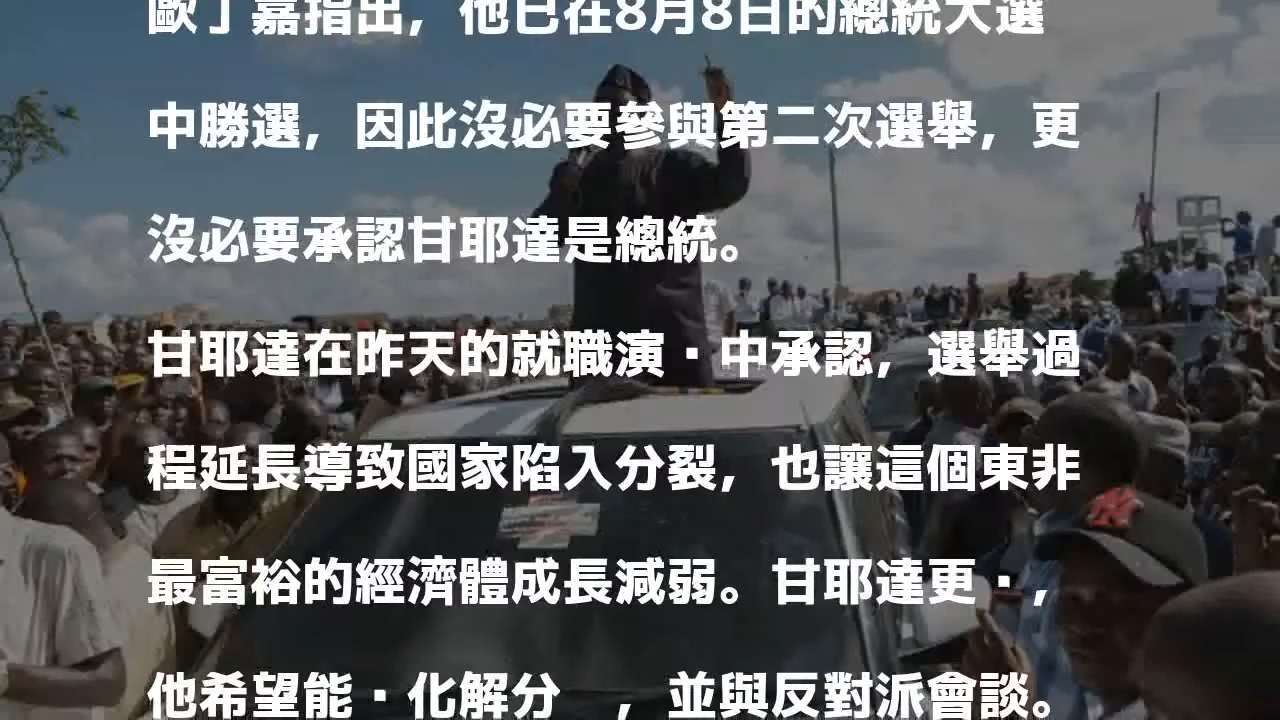 歐丁嘉指出，他已在8月8日的總統大選
中勝選，因此沒必要參與第二次選舉，更
沒必要承認甘耶達是總統。
甘耶達在昨天的就職演·中承認，選舉過
程延長導致國家陷入分裂，也讓這個東非
最富裕的經濟體成長減弱。甘耶達更·，
他希望能·化解分　，並與反對派會談。